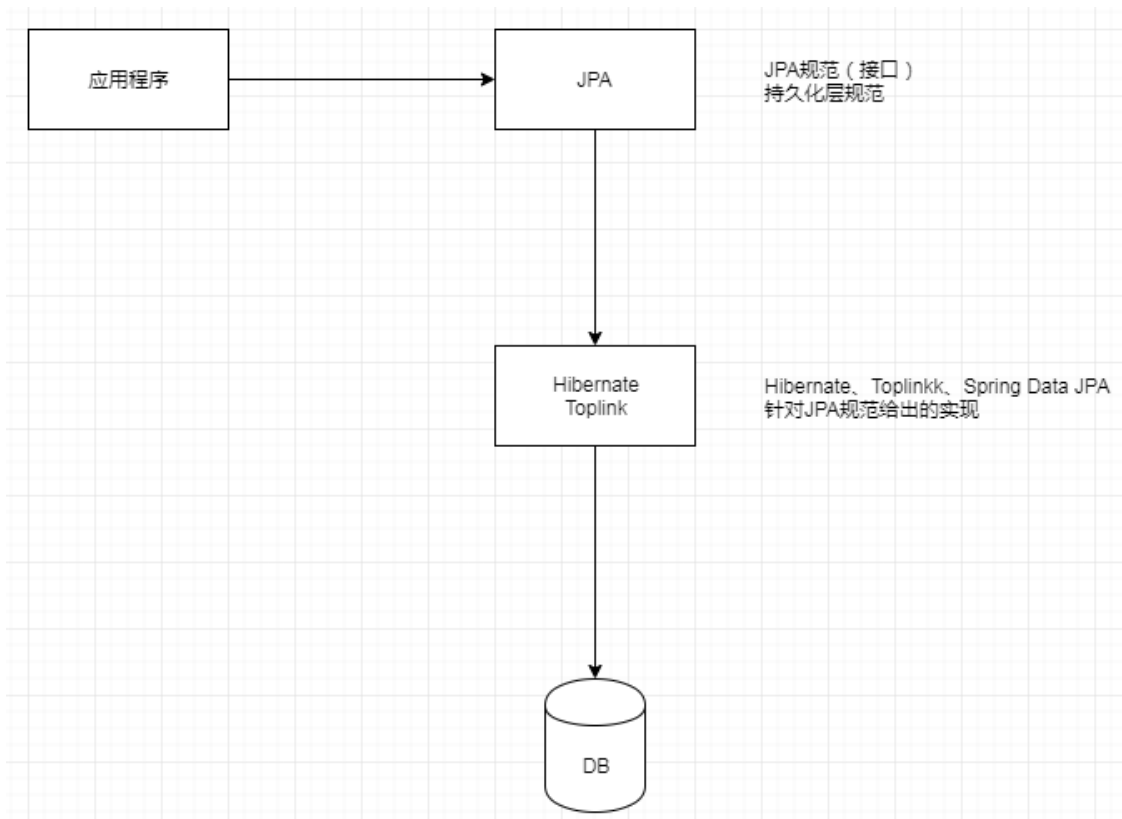 应用程序
JPA
JPA规范（接口）
持久化层规范
Hibernate
Toplink
Hibernate、Toplinkk、Spring Data JPA
针对JPA规范给出的实现
DB